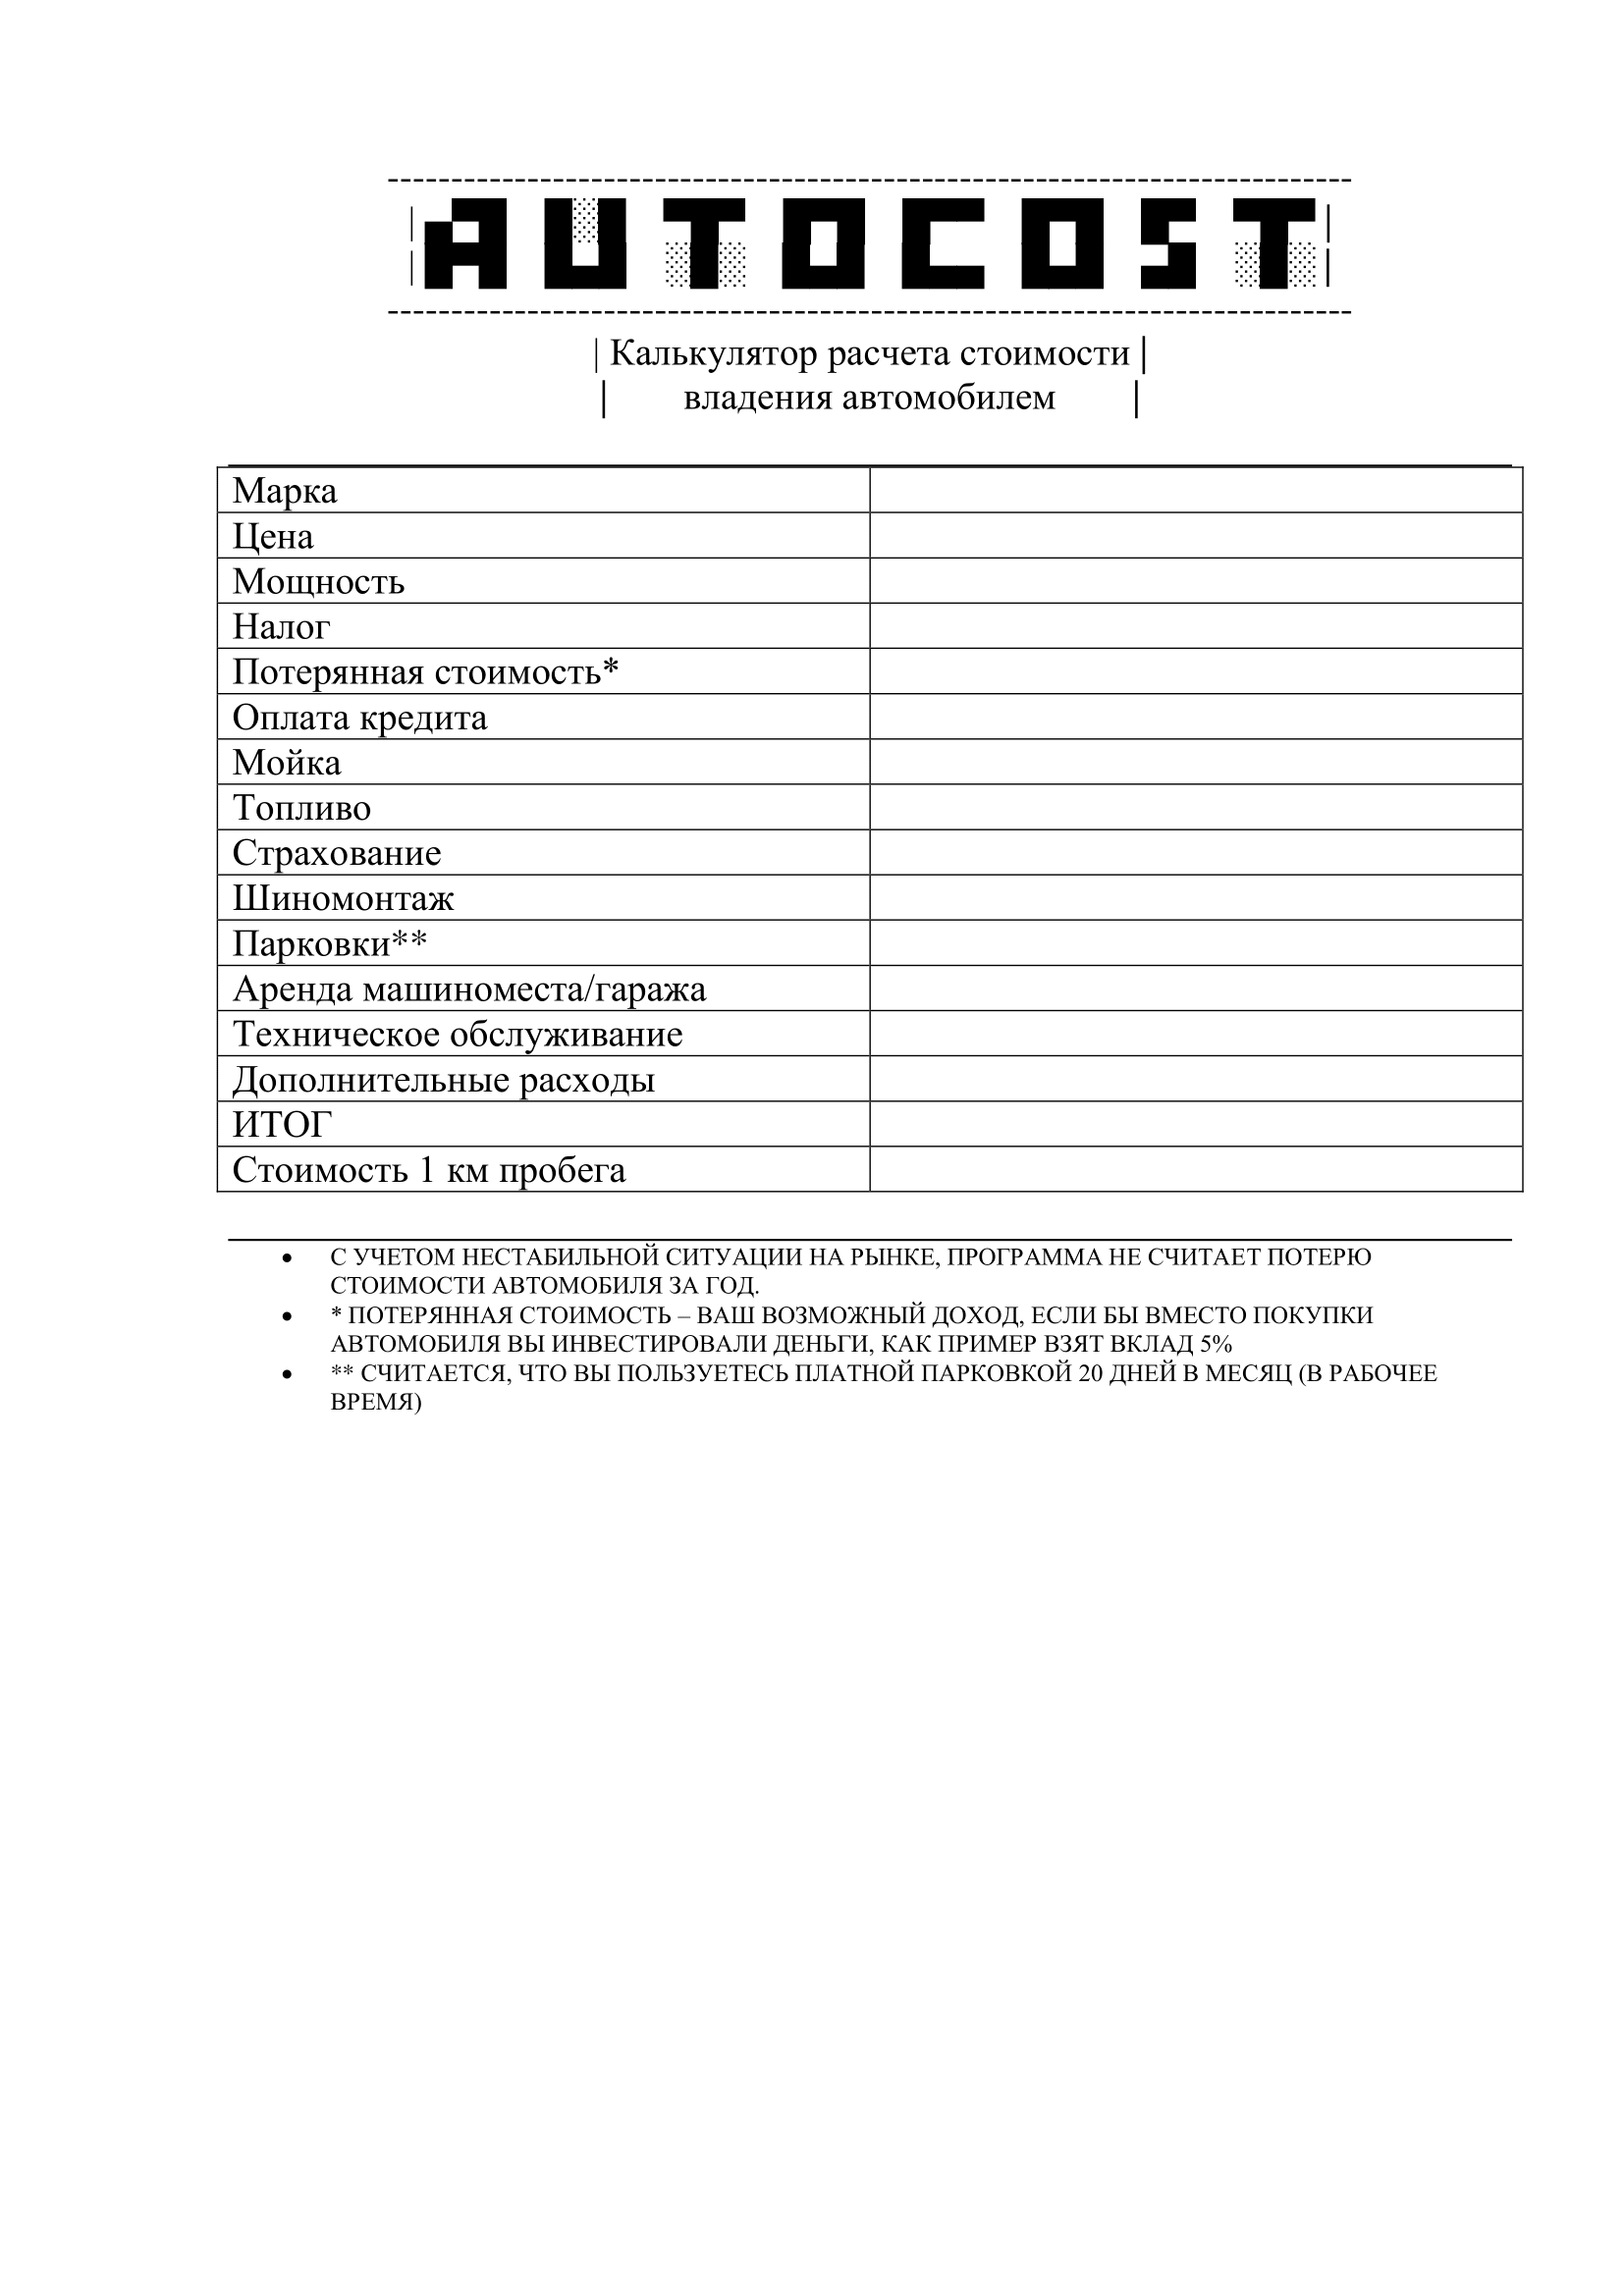 AUTOCOST
| Калькулятор расчета стоимости |
| владения автомобилем |
Марка
Цена
Мощность
Налог
Потерянная стоимость*
Оплата кредита
Мойка
Топливо
Страхование
Шиномонтаж
Парковки**
Аренда машиноместа/гаража
Техническое обслуживание
Дополнительные расходы
ИТОГ
Стоимость 1 км пробега
• С УЧЕТОМ НЕСТАБИЛЬНОЙ СИТУАЦИИ НА РЫНКЕ, ПРОГРАММА НЕ СЧИТАЕТ ПОТЕРЮ
СТОИМОСТИ АВТОМОБИЛЯ ЗА ГОД.
• * ПОТЕРЯННАЯ СТОИМОСТЬ – ВАШ ВОЗМОЖНЫЙ ДОХОД, ЕСЛИ БЫ ВМЕСТО ПОКУПКИ
АВТОМОБИЛЯ ВЫ ИНВЕСТИРОВАЛИ ДЕНЬГИ, КАК ПРИМЕР ВЗЯТ ВКЛАД 5%
• ** СЧИТАЕТСЯ, ЧТО ВЫ ПОЛЬЗУЕТЕСЬ ПЛАТНОЙ ПАРКОВКОЙ 20 ДНЕЙ В МЕСЯЦ (В РАБОЧЕЕ
ВРЕМЯ)